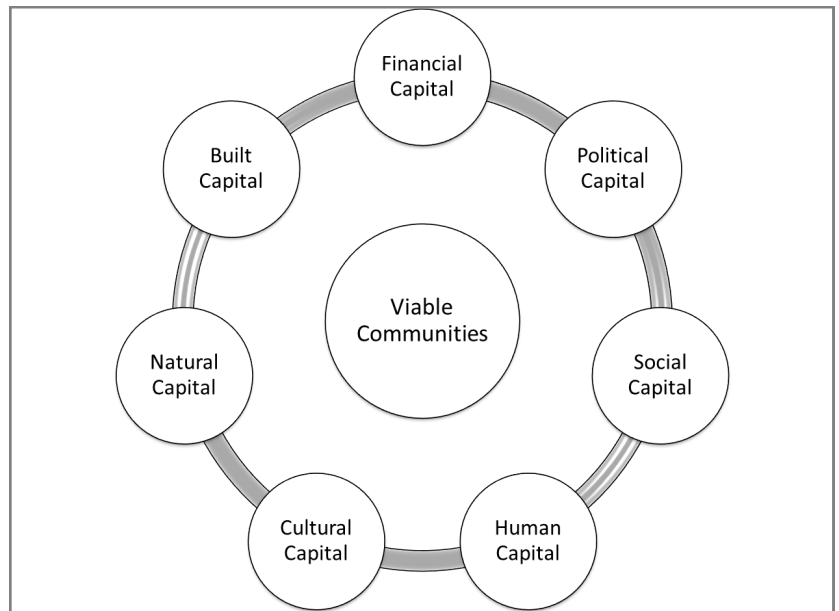 Financial
Capital
Political
Capital
Social
Capital
Human
Capital
Cultural
Capital
Natural
Capital
Built
Capital
Viable
Communities